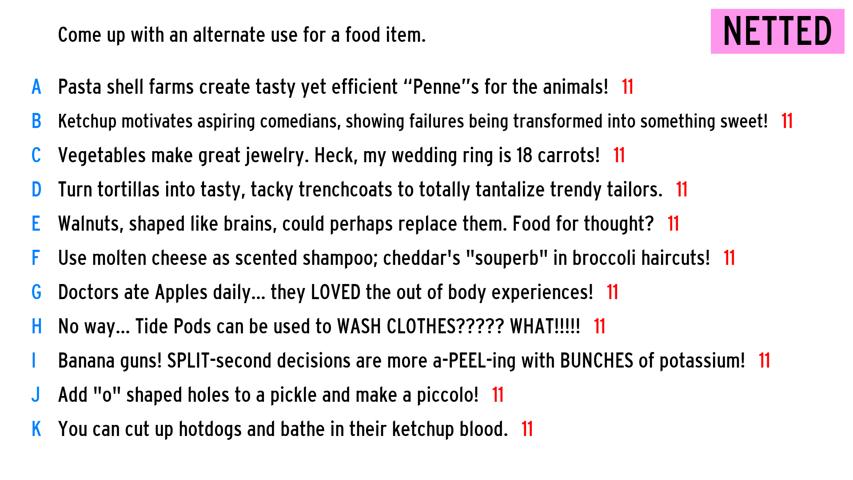 Come up with an alternate use for a food item.
NETTED
A Pasta shell farms create tasty yet efficient “Penne”s for the animals! 11
B Ketchup motivates aspiring comedians, showing failures being transformed into something sweet! 11
C Vegetables make great jewelry. Heck, my wedding ring is 18 carrots! 11
D Turn tortillas into tasty, tacky trenchcoats to totally tantalize trendy tailors. 11
E Walnuts, shaped like brains, could perhaps replace them. Food for thought? 11
F Use molten cheese as scented shampoo; cheddar's "souperb" in broccoli haircuts! 11
G Doctors ate Apples daily... they LOVED the out of body experiences! 11
H No way... Tide Pods can be used to WASH CLOTHES????? WHAT!!!!! 11
I Banana guns! SPLIT-second decisions are more a-PEEL-ing with BUNCHES of potassium! 11
J Add "o" shaped holes to a pickle and make a piccolo! 11
K You can cut up hotdogs and bathe in their ketchup blood. 11